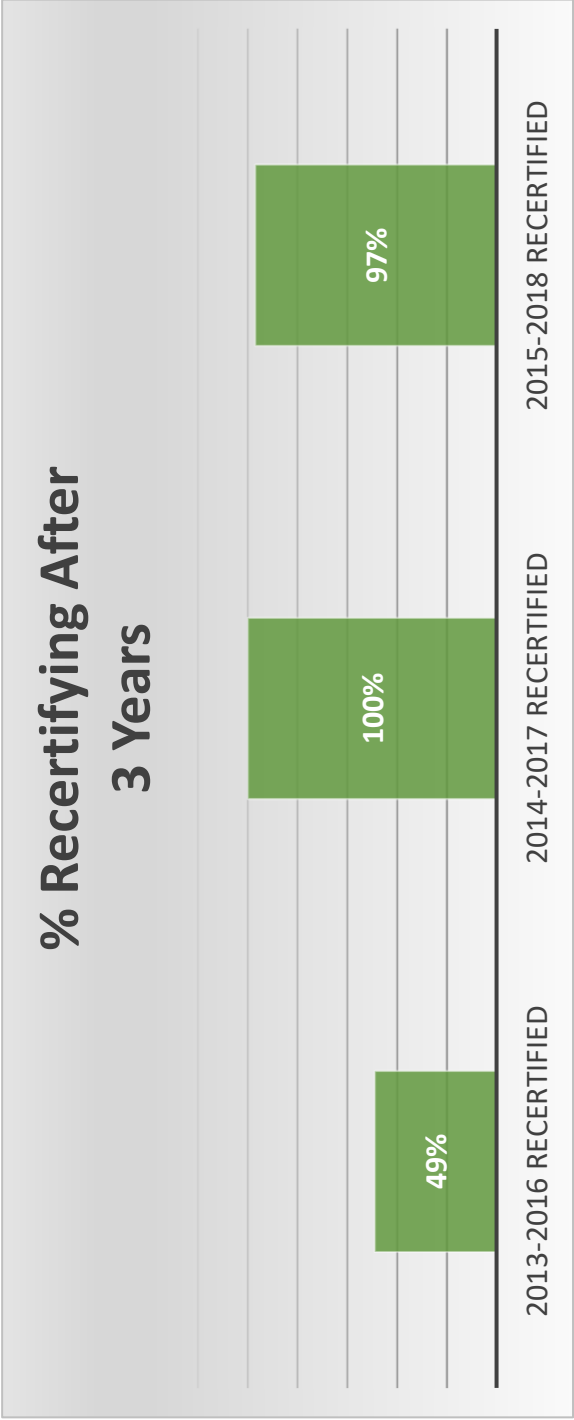 % Recertifying After
3 Years
49%
100%
97%
2013-2016 RECERTIFIED
2014-2017 RECERTIFIED
2015-2018 RECERTIFIED